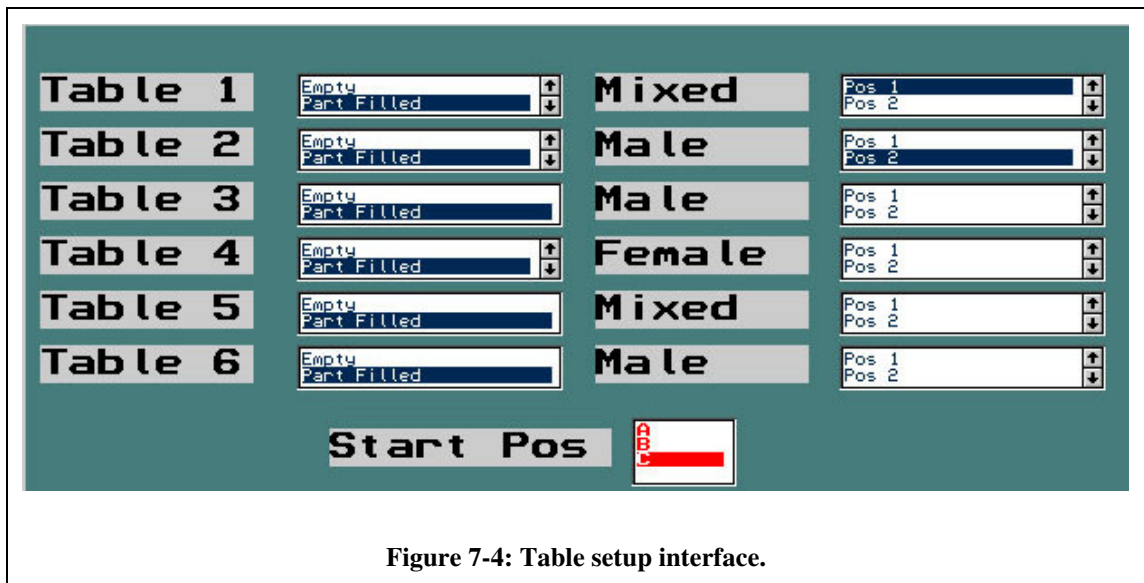 Table 1 Empty Mixed Pos 1
Part Filled Pos 2
Table 2 Empty Male Pos 1
Part Filled Pos 2
Table 3 Empty Male Pos 1
Part Filled Pos 2
Table 4 Empty Female Pos 1
Part Filled Pos 2
Table 5 Empty Mixed Pos 1
Part Filled Pos 2
Table 6 Empty Male Pos 1
Part Filled Pos 2
Start Pos A
B
C
Figure 7-4: Table setup interface.